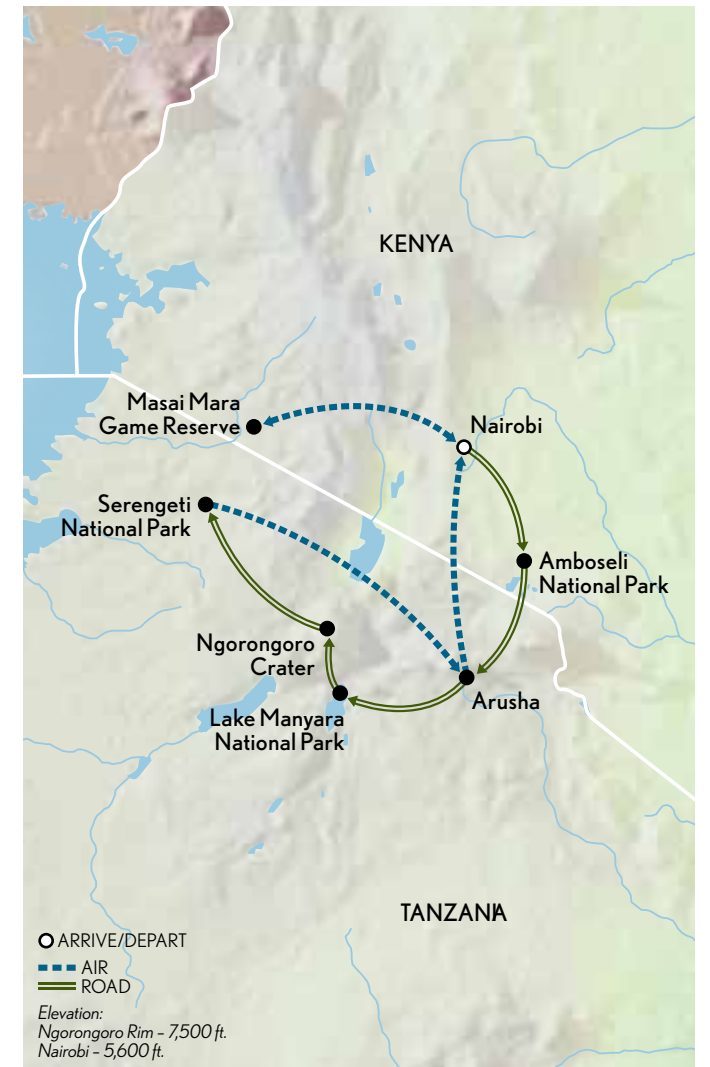 KENYA
Masai Mara
Game Reserve
Nairobi
Serengeti
National Park
Amboseli
National Park
Ngorongoro
Crater
Arusha
Lake Manyara
National Park
TANZANIA
ARRIVE/DEPART
AIR
ROAD
Elevation:
Ngorongoro Rim – 7,500 ft.
Nairobi – 5,600 ft.